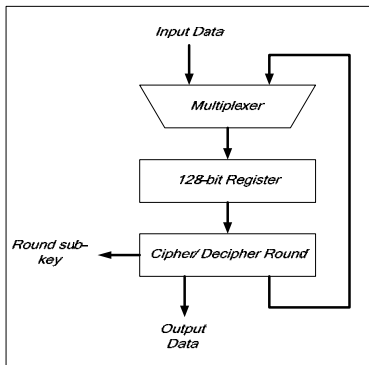 Input Data
Multiplexer
128-bit Register
Round sub-
key
Cipher/ Decipher Round
Output
Data